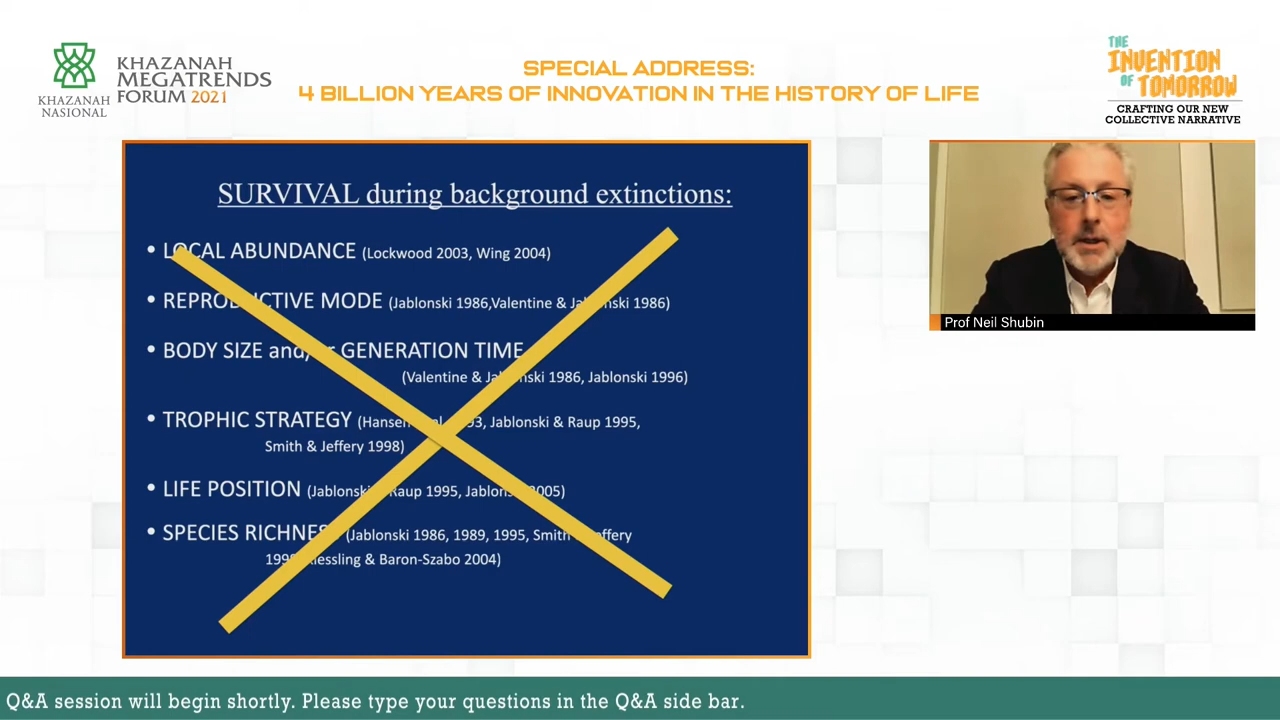 KHAZANAH
NASIONAL
KHAZANAH
MEGATRENDS
FORUM 2021
SPECIAL ADDRESS:
4 BILLION YEARS OF INNOVATION IN THE HISTORY OF LIFE
THE
INVENTION
OF TOMORROW
CRAFTING OUR NEW
COLLECTIVE NARRATIVE
SURVIVAL during background extinctions:
• LOCAL ABUNDANCE (Lockwood 2003, Wing 2004)
• REPRODUCTIVE MODE (Jablonski 1986,Valentine & Jablonski 1986)
• BODY SIZE and/or GENERATION TIME
(Valentine & Jablonski 1986, Jablonski 1996)
• TROPHIC STRATEGY (Hansen Jablonski & Raup 1995,
Smith & Jeffery 1998)
• LIFE POSITION (Jablonski Raup 1995, Jablonski 2005)
• SPECIES RICHNESS (Jablonski 1986, 1989, 1995, Smith Jeffery
Kiessling & Baron-Szabo 2004)
Prof Neil Shubin
Q&A session will begin shortly. Please type your questions in the Q&A side bar.